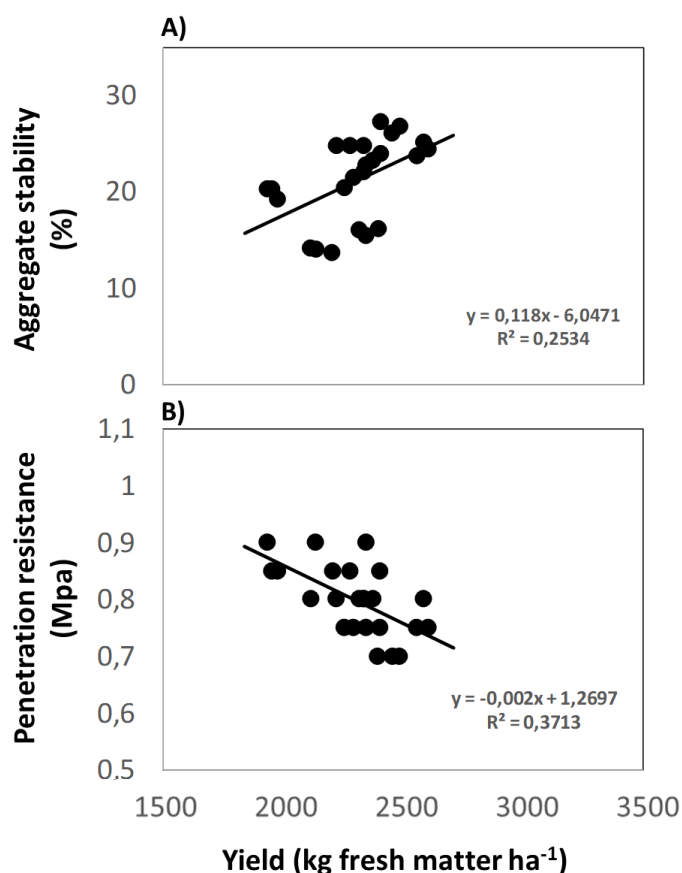 A)
Aggregate stability
(%)
30
20
10
0
y = 0,118x - 6,0471
R² = 0,2534
B)
Penetration resistance
(Mpa)
1,1
1
0,9
0,8
0,7
0,6
0,5
y = -0,002x + 1,2697
R² = 0,3713
1500 2000 2500 3000 3500
Yield (kg fresh matter ha⁻¹)